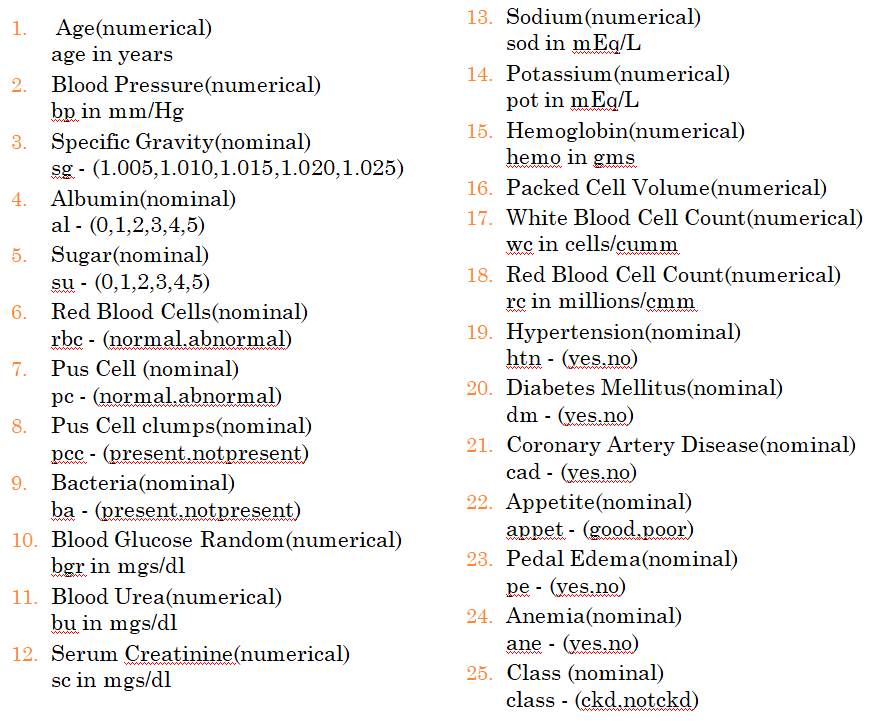 1. Age(numerical)
age in years
2. Blood Pressure(numerical)
bp in mm/Hg
3. Specific Gravity(nominal)
sg - (1.005,1.010,1.015,1.020,1.025)
4. Albumin(nominal)
al - (0,1,2,3,4,5)
5. Sugar(nominal)
su - (0,1,2,3,4,5)
6. Red Blood Cells(nominal)
rbc - (normal,abnormal)
7. Pus Cell (nominal)
pc - (normal,abnormal)
8. Pus Cell clumps(nominal)
pcc - (present,notpresent)
9. Bacteria(nominal)
ba - (present,notpresent)
10. Blood Glucose Random(numerical)
bgr in mgs/dl
11. Blood Urea(numerical)
bu in mgs/dl
12. Serum Creatinine(numerical)
sc in mgs/dl
13. Sodium(numerical)
sod in mEq/L
14. Potassium(numerical)
pot in mEq/L
15. Hemoglobin(numerical)
hemo in gms
16. Packed Cell Volume(numerical)
17. White Blood Cell Count(numerical)
wc in cells/cumm
18. Red Blood Cell Count(numerical)
rc in millions/cmm
19. Hypertension(nominal)
htn - (yes,no)
20. Diabetes Mellitus(nominal)
dm - (yes,no)
21. Coronary Artery Disease(nominal)
cad - (yes,no)
22. Appetite(nominal)
appet - (good,poor)
23. Pedal Edema(nominal)
pe - (yes,no)
24. Anemia(nominal)
ane - (yes,no)
25. Class (nominal)
class - (ckd,notckd)